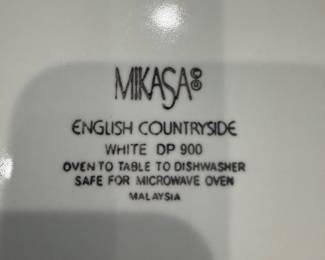 MIKASA
ENGLISH COUNTRYSIDE
WHITE DP 900
OVEN TO TABLE TO DISHWASHER
SAFE FOR MICROWAVE OVEN
MALAYSIA